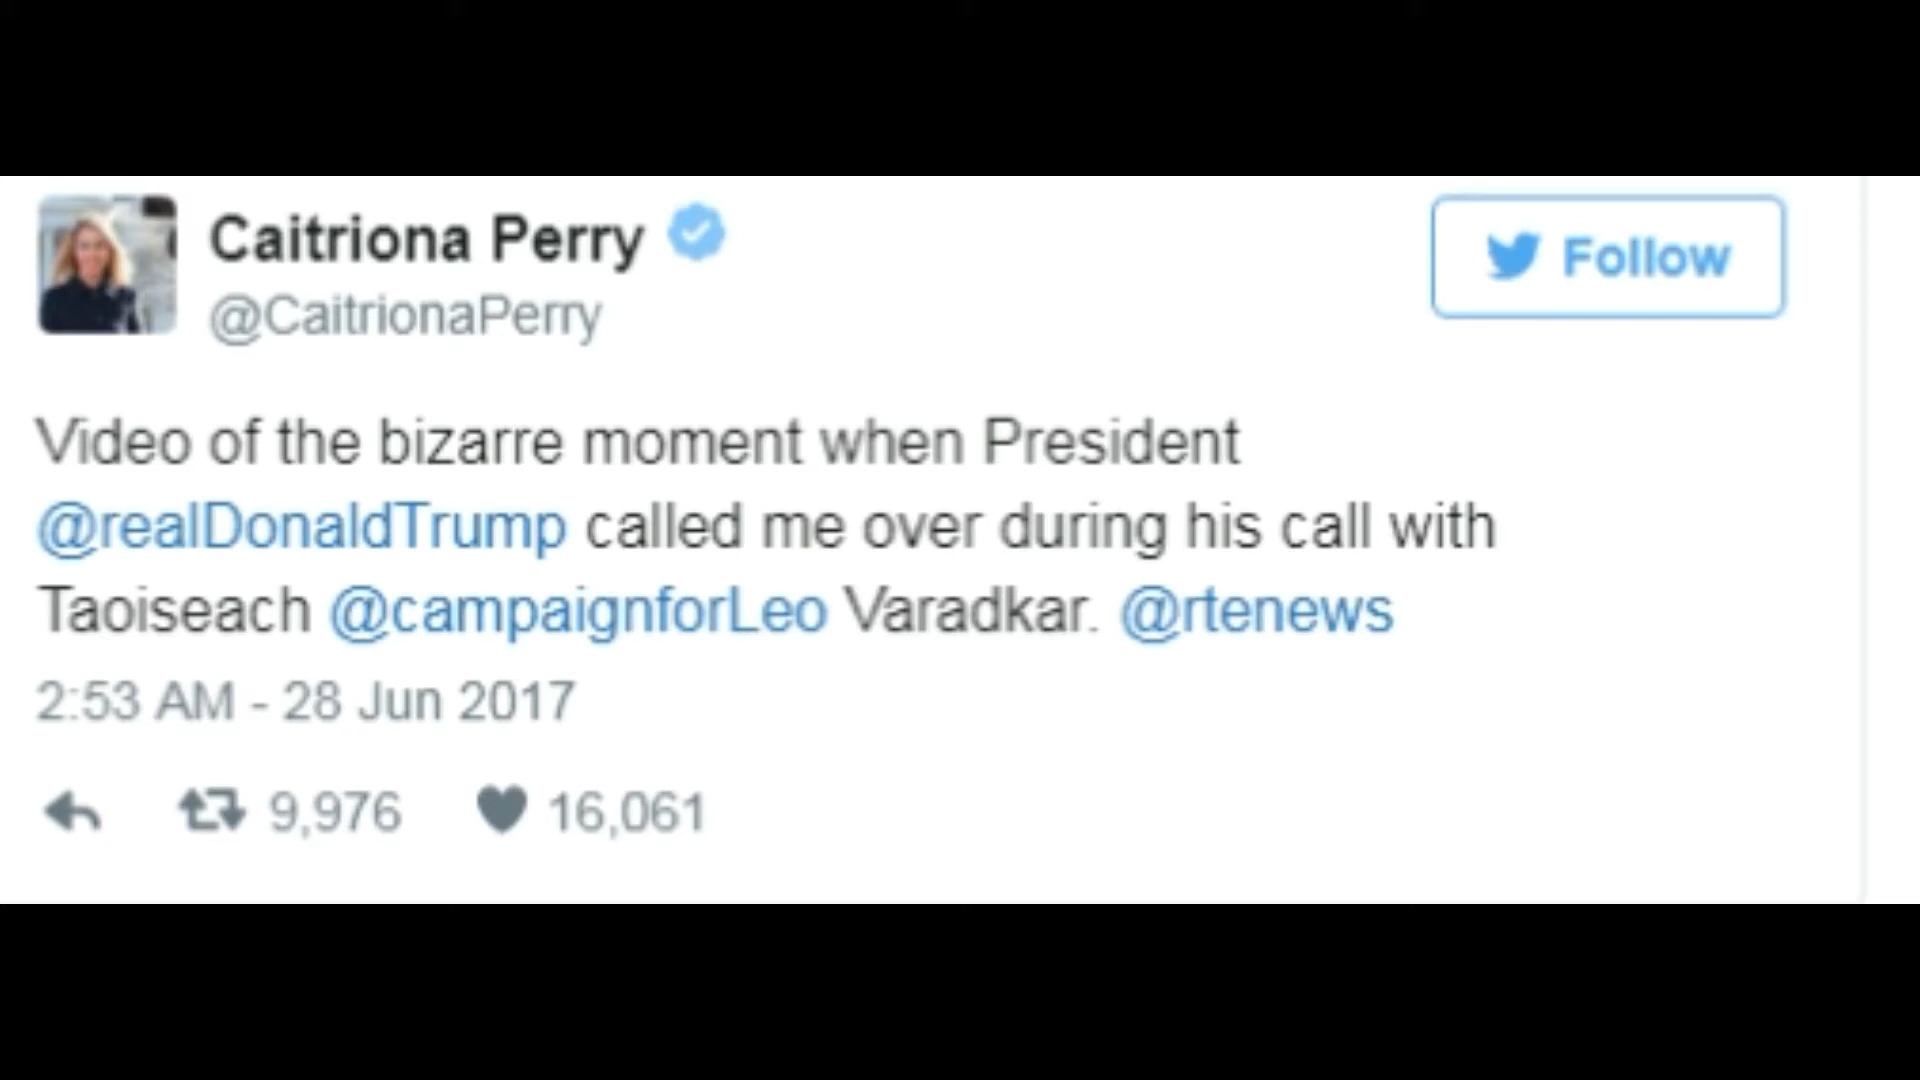 Caitriona Perry
Follow
@CaitrionaPerry
Video of the bizarre moment when President
@realDonaldTrump called me over during his call with
Taoiseach @campaignforLeo Varadkar. @rtenews
2:53 AM - 28 Jun 2017
9,976 16,061